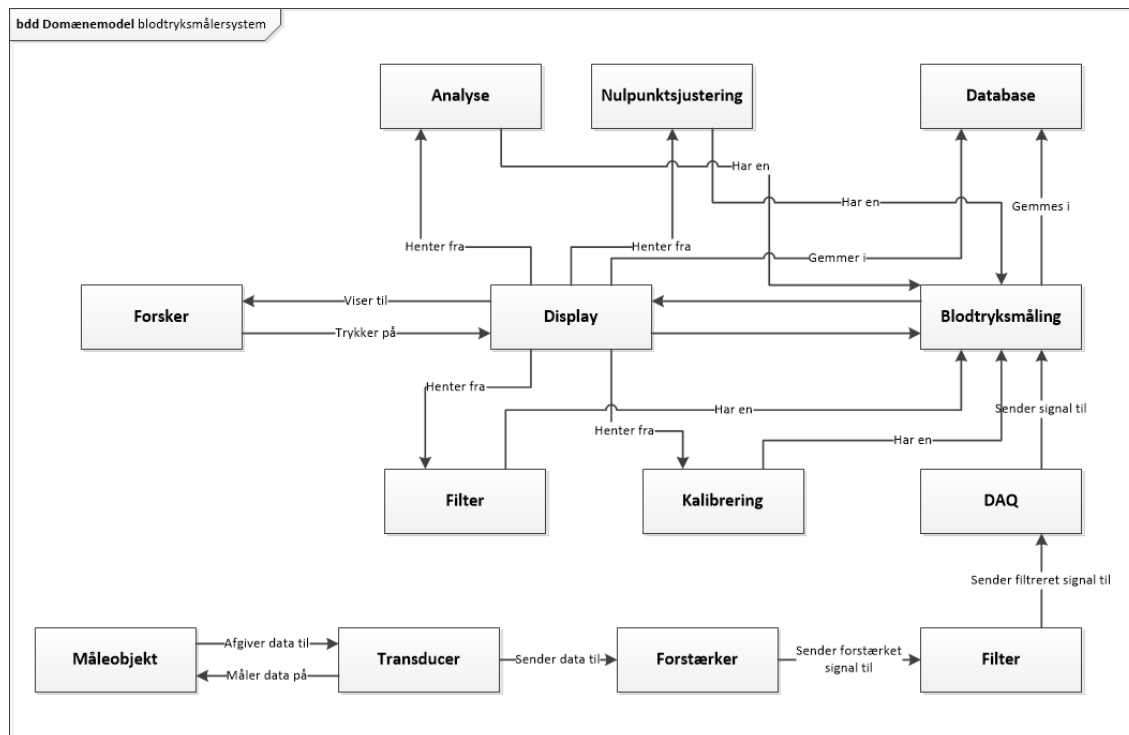 bdd Domænemodel blodtryksmålersystem
Analyse
Nulpunktsjustering
Database
Har en
Har en
Gemmes i
Henter fra
Henter fra
Gemmer i
Forsker
Viser til
Trykker på
Display
Blodtryksmåling
Henter fra
Har en
Sender signal til
Henter fra
Har en
Filter
Kalibrering
DAQ
Sender filtreret signal til
Måleobjekt
Afgiver data til
Måler data på
Transducer
Sender data til
Forstærker
Sender forstærket
signal til
Filter